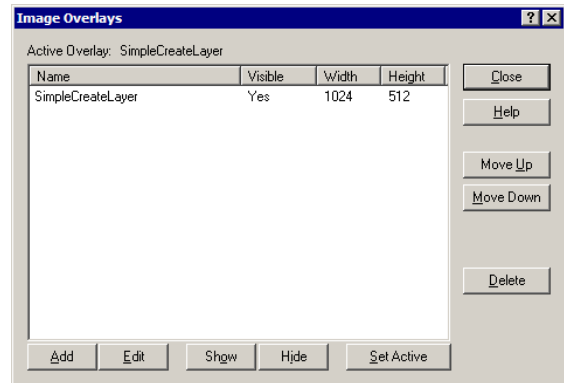 Image Overlays
Active Overlay: SimpleCreateLayer
Name Visible Width Height
SimpleCreateLayer Yes 1024 512
Close
Help
Move Up
Move Down
Delete
Add Edit Show Hide Set Active